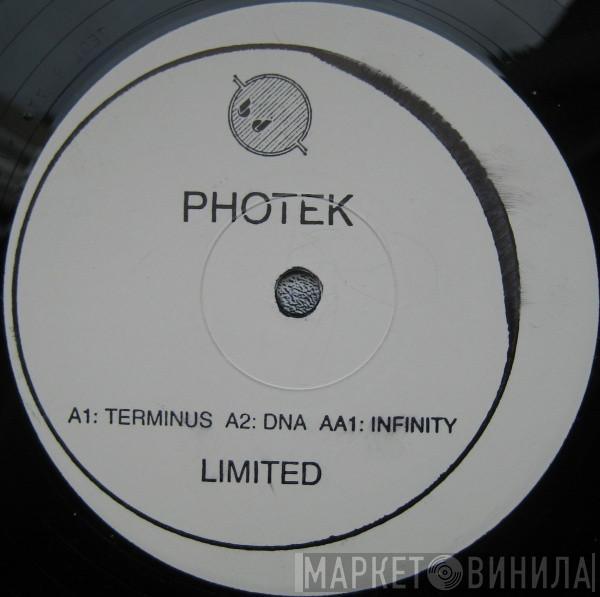 PHOTEK
A1: TERMINUS A2: DNA AA1: INFINITY
LIMITED
МАРКЕТ ВИНИЛА